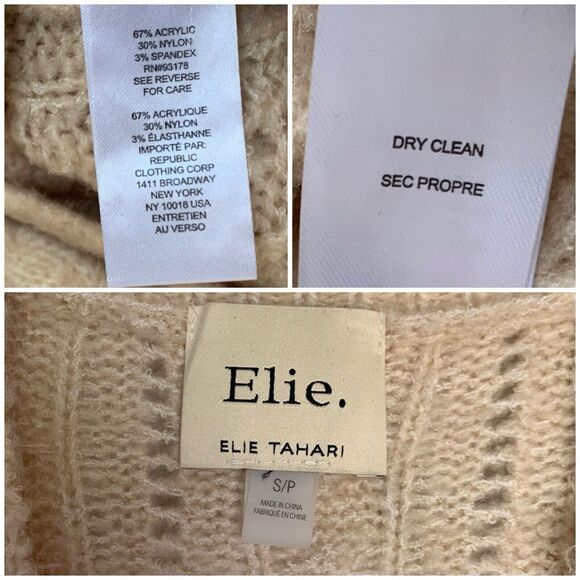 67% ACRYLIC
30% NYLON
3% SPANDEX
RN#93178
SEE REVERSE
FOR CARE
67% ACRYLIQUE
30% NYLON
3% ÉLASTHANNE
IMPORTÉ PAR:
REPUBLIC
CLOTHING CORP
1411 BROADWAY
NEW YORK
NY 10018 USA
ENTRETIEN
AU VERSO
DRY CLEAN
SEC PROPRE
Elie.
ELIE TAHARI
S/P
MADE IN CHINA
FABRIQUÉ EN CHINE